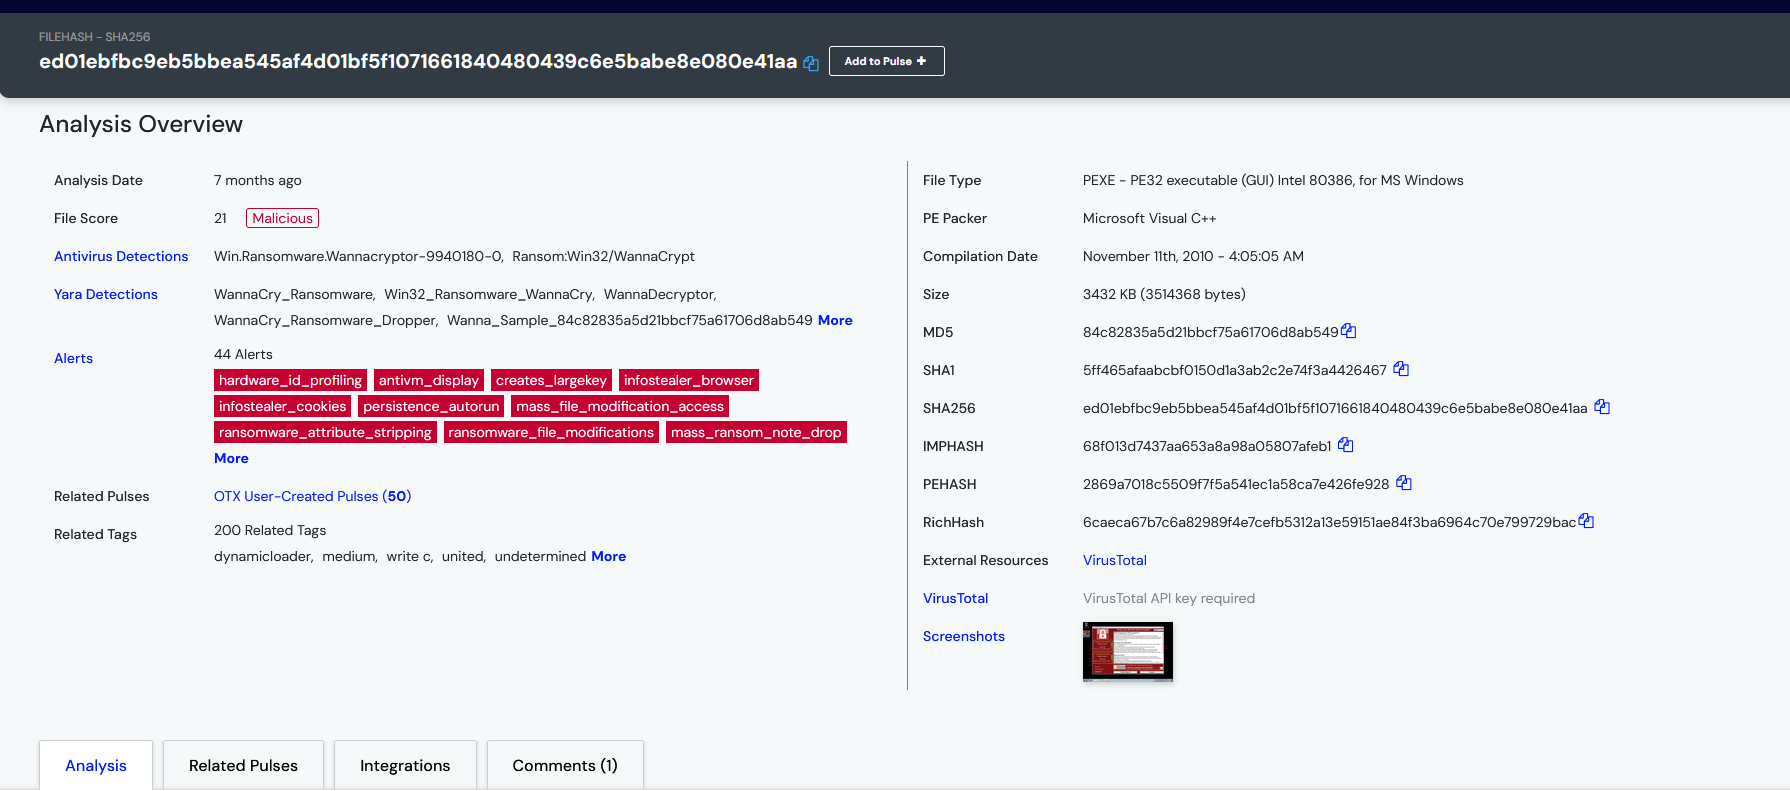 FILEHASH - SHA256
ed01ebfbc9eb5bbea545af4d01bf5f1071661840480439c6e5babe8e080e41aa Add to Pulse +
Analysis Overview
Analysis Date 7 months ago
File Score 21 Malicious
Antivirus Detections Win.Ransomware.Wannacryptor-9940180-0, Ransom:Win32/WannaCrypt
Yara Detections WannaCry_Ransomware, Win32_Ransomware_WannaCry, WannaDecryptor,
WannaCry_Ransomware_Dropper, Wanna_Sample_84c82835a5d21bbcf75a61706d8ab549 More
Alerts 44 Alerts
hardware_id_profiling antivm_display creates_largekey infostealer_browser
infostealer_cookies persistence_autorun mass_file_modification_access
ransomware_attribute_stripping ransomware_file_modifications mass_ransom_note_drop
More
Related Pulses OTX User-Created Pulses (50)
Related Tags 200 Related Tags
dynamicloader, medium, write c, united, undetermined More
File Type PEXE - PE32 executable (GUI) Intel 80386, for MS Windows
PE Packer Microsoft Visual C++
Compilation Date November 11th, 2010 - 4:05:05 AM
Size 3432 KB (3514368 bytes)
MD5 84c82835a5d21bbcf75a61706d8ab549
SHA1 5ff465afaabcbf0150d1a3ab2c2e74f3a4426467
SHA256 ed01ebfbc9eb5bbea545af4d01bf5f1071661840480439c6e5babe8e080e41aa
IMPHASH 68f013d7437aa653a8a98a05807afeb1
PEHASH 2869a7018c5509f7f5a541ec1a58ca7e426fe928
RichHash 6caeca67b7c6a82989f4e7cefb5312a13e59151ae84f3ba6964c70e799729bac
External Resources VirusTotal
VirusTotal VirusTotal API key required
Screenshots
Analysis Related Pulses Integrations Comments (1)